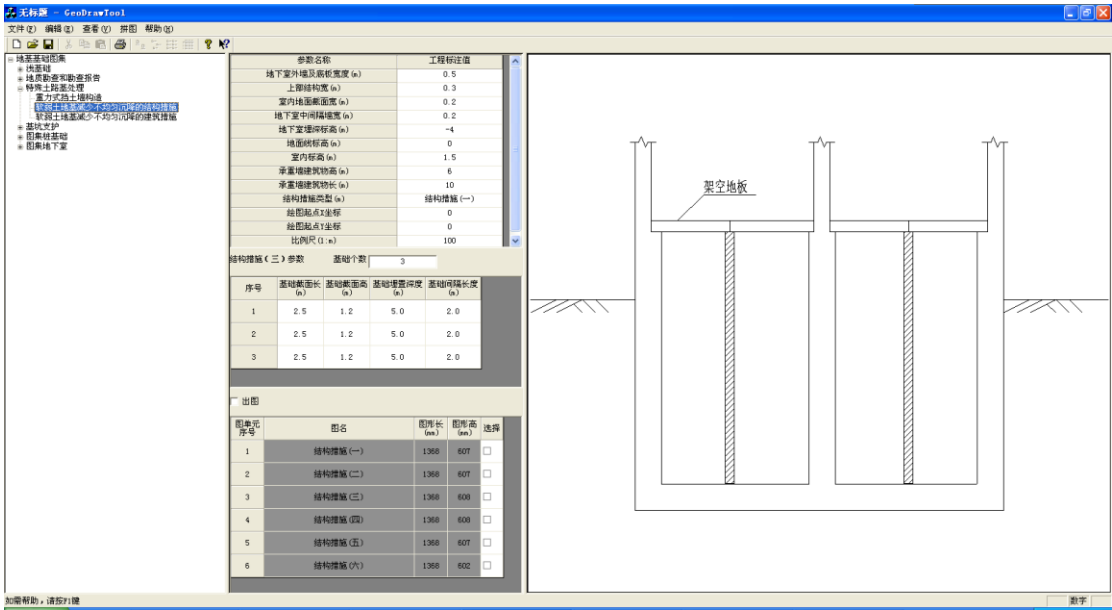 无标题 - GeoDrawTool
文件(F) 编辑(E) 查看(V) 拼图 帮助(H)
地基基础图集
浅基础
地质勘查和勘查报告
特殊土路基处理
重力式挡土墙构造
软弱土地基减少不均匀沉降的结构措施
软弱土地基减少不均匀沉降的建筑措施
基坑支护
图集桩基础
图集地下室
参数名称 工程标注值
地下室外墙及底板宽度(m) 0.5
上部结构宽(m) 0.3
室内地面截面宽(m) 0.2
地下室中间隔墙宽(m) 0.2
地下室埋深标高(m) -4
地面线标高(m) 0
室内标高(m) 1.5
承重墙建筑物高(m) 6
承重墙建筑物长(m) 10
结构措施类型(m) 结构措施(一)
绘图起点X坐标 0
绘图起点Y坐标 0
比例尺(1:m) 100
结构措施(三)参数 基础个数 3
序号 基础截面长(m) 基础截面高(m) 基础埋置深度(m) 基础间隔长度(m)
1 2.5 1.2 5.0 2.0
2 2.5 1.2 5.0 2.0
3 2.5 1.2 5.0 2.0
出图
图单元序号 图名 图形长(mm) 图形高(mm) 选择
1 结构措施(一) 1368 607
2 结构措施(二) 1368 607
3 结构措施(三) 1368 608
4 结构措施(四) 1368 608
5 结构措施(五) 1368 607
6 结构措施(六) 1368 602
架空地板
如需帮助，请按F1键
数字